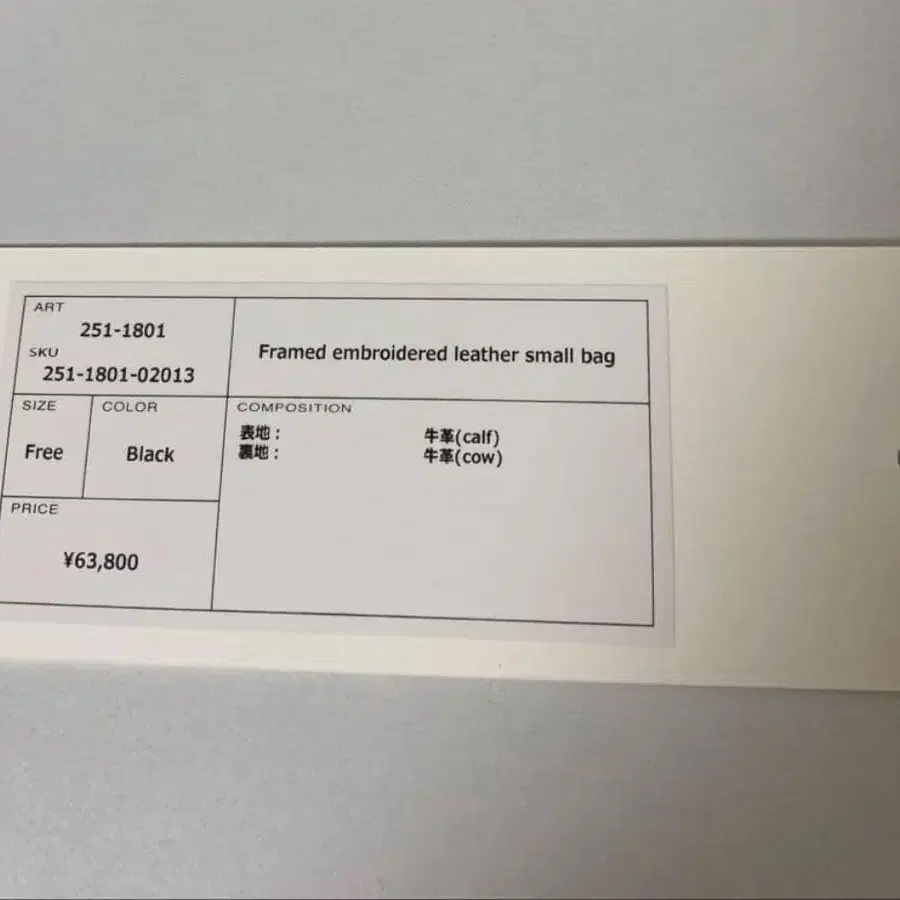 ART
251-1801
SKU
251-1801-02013
Framed embroidered leather small bag
SIZE
Free
COLOR
Black
COMPOSITION
表地： 牛革(calf)
裏地： 牛革(cow)
PRICE
¥63,800